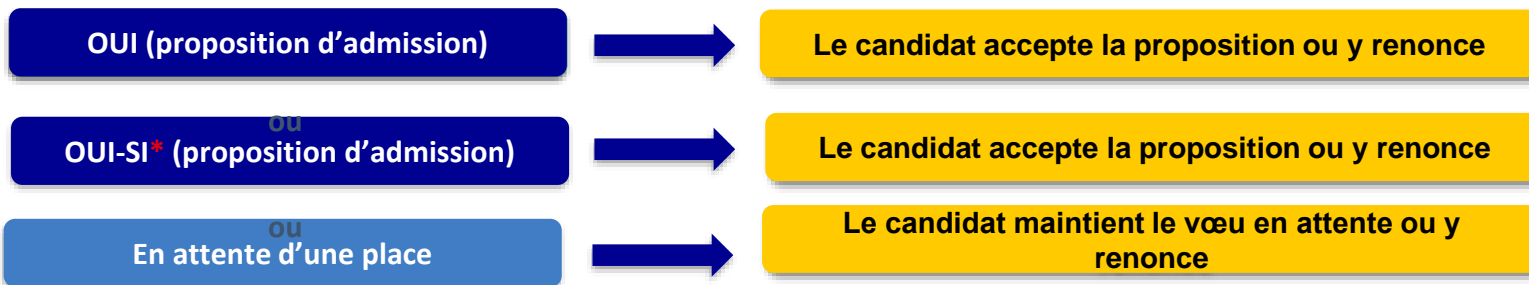 OUI (proposition d’admission)
Le candidat accepte la proposition ou y renonce
ou
OUI-SI* (proposition d’admission)
Le candidat accepte la proposition ou y renonce
ou
En attente d’une place
Le candidat maintient le vœu en attente ou y
renonce